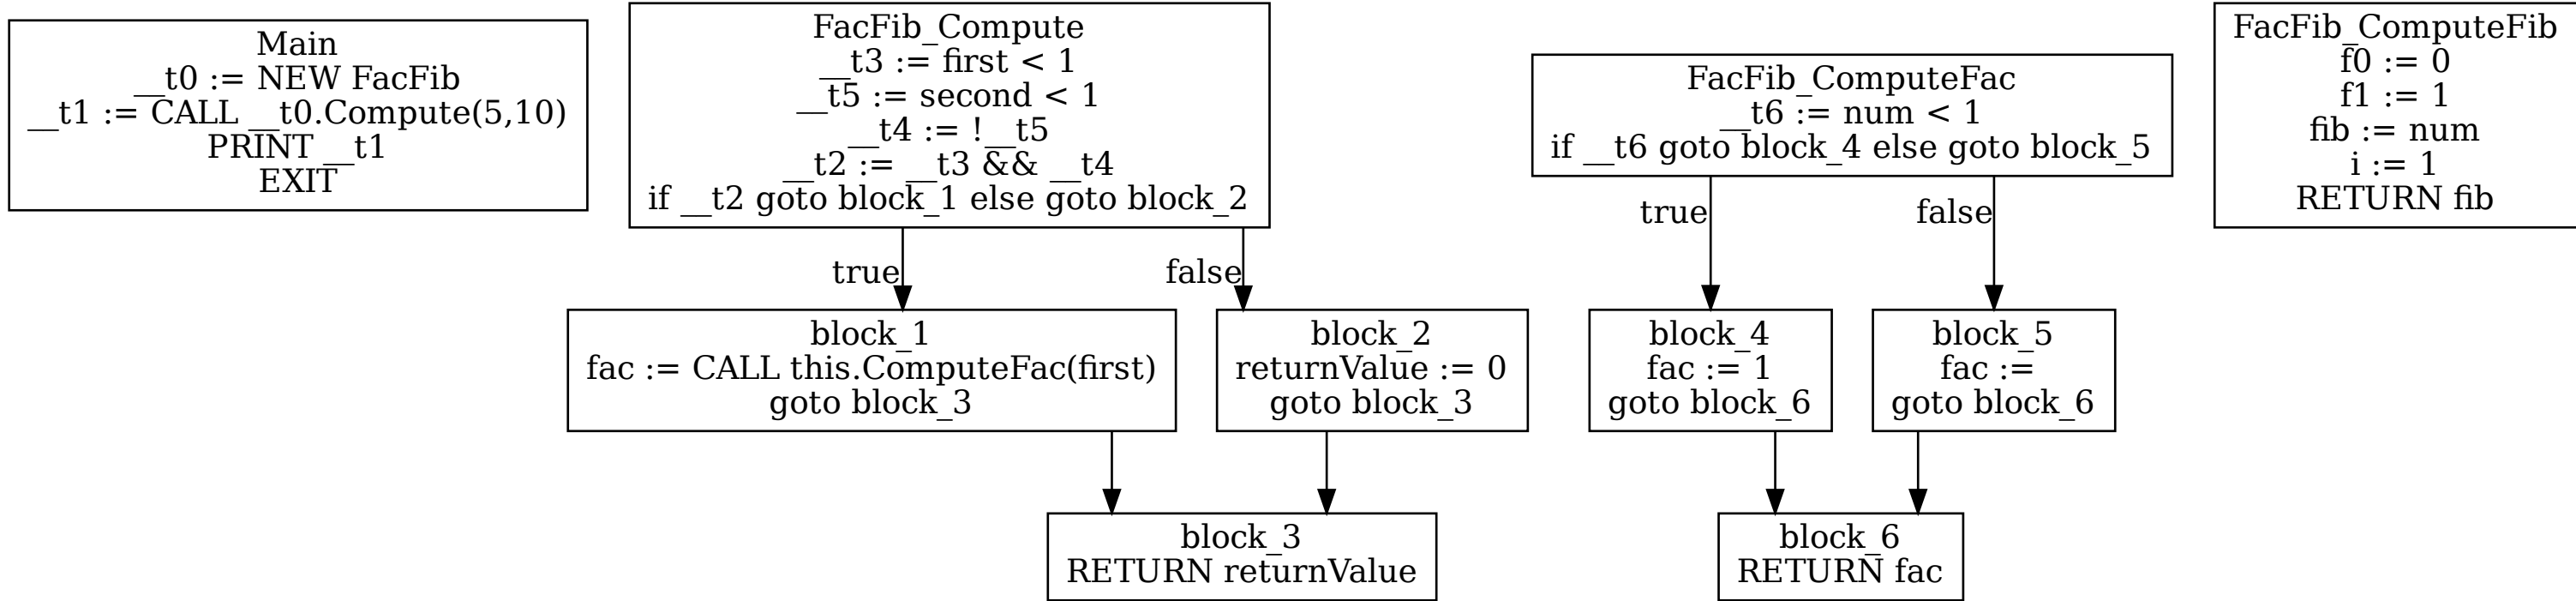 Main
__t0 := NEW FacFib
__t1 := CALL __t0.Compute(5,10)
PRINT __t1
EXIT
FacFib_Compute
__t3 := first < 1
__t5 := second < 1
__t4 := !__t5
__t2 := __t3 && __t4
if __t2 goto block_1 else goto block_2
true
false
block_1
fac := CALL this.ComputeFac(first)
goto block_3
block_2
returnValue := 0
goto block_3
block_3
RETURN returnValue
FacFib_ComputeFac
__t6 := num < 1
if __t6 goto block_4 else goto block_5
true
false
block_4
fac := 1
goto block_6
block_5
fac :=
goto block_6
block_6
RETURN fac
FacFib_ComputeFib
f0 := 0
f1 := 1
fib := num
i := 1
RETURN fib